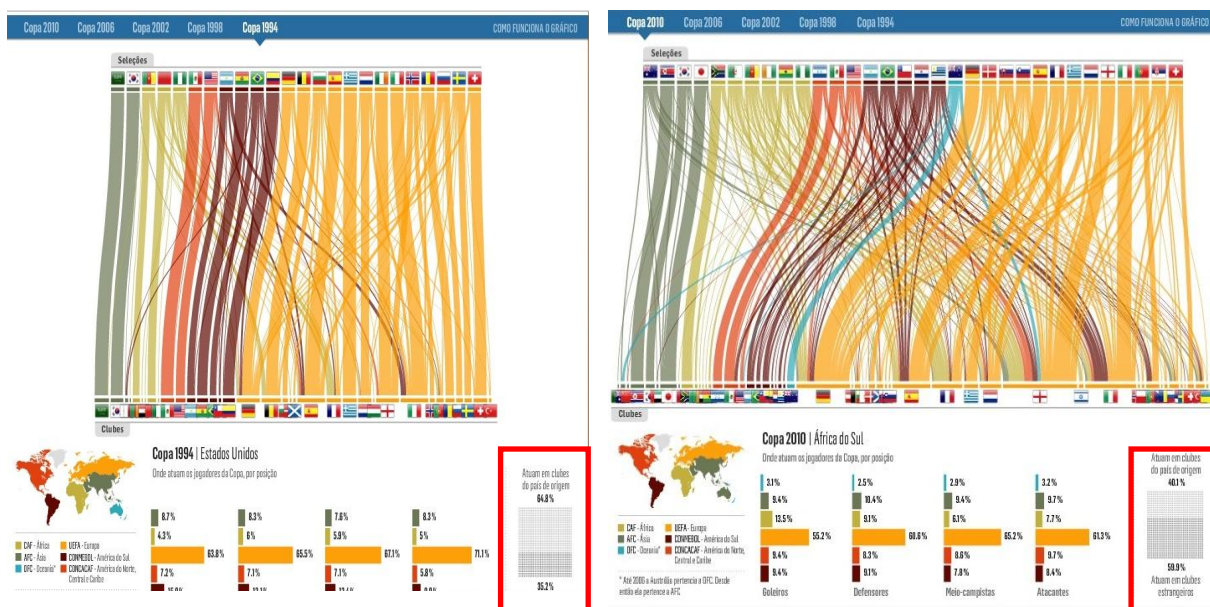 Copa 2010 Copa 2006 Copa 2002 Copa 1998 Copa 1994 COMO FUNCIONA O GRÁFICO
Seleções
Clubes
Copa 1994 | Estados Unidos
Onde atuam os jogadores da Copa, por posição
CAF - África
UEFA - Europa
AFC - Ásia
CONMEBOL - América do Sul
OFC - Oceania*
CONCACAF - América do Norte,
Central e Caribe
8.7% 8.3% 7.6% 8.3%
4.3% 6% 5.9% 5%
63.8% 65.5% 67.1% 71.1%
7.2% 7.1% 7.1% 5.8%
Atuam em clubes
do país de origem
64.8%
35.2%
Copa 2010 Copa 2006 Copa 2002 Copa 1998 Copa 1994 COMO FUNCIONA O GRÁFICO
Seleções
Clubes
Copa 2010 | África do Sul
Onde atuam os jogadores da Copa, por posição
CAF - África
UEFA - Europa
AFC - Ásia
CONMEBOL - América do Sul
OFC - Oceania*
CONCACAF - América do Norte,
Central e Caribe
* Até 2006 a Austrália pertencia a OFC. Desde
então ela pertence a AFC
3.1% 2.5% 2.9% 3.2%
9.4% 10.4% 9.4% 9.7%
13.5% 9.1% 6.1% 7.7%
55.2% 60.6% 65.2% 61.3%
9.4% 8.3% 8.6% 9.7%
9.4% 9.1% 7.8% 8.4%
Goleiros Defensores Meio-campistas Atacantes
Atuam em clubes
do país de origem
40.1%
59.9%
Atuam em clubes
estrangeiros